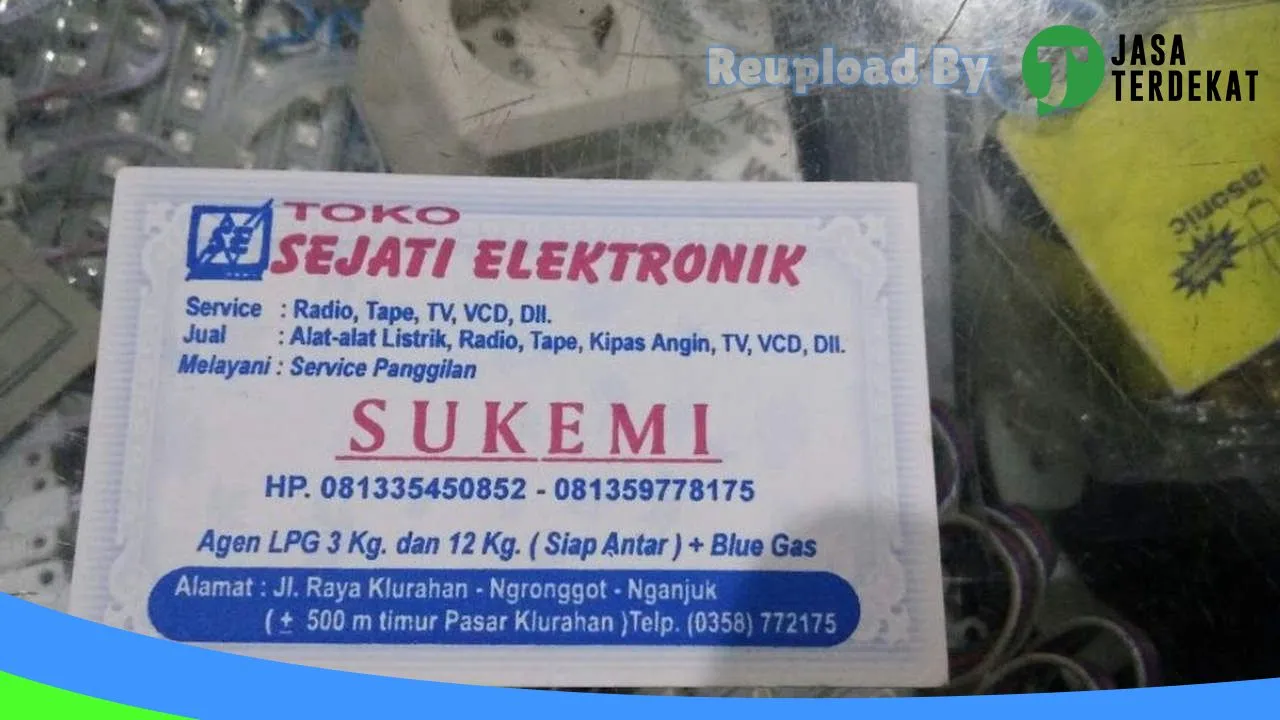 Reupload By
JASA
TERDEKAT
asonic
SE
TOKO
SEJATI ELEKTRONIK
Service : Radio, Tape, TV, VCD, Dll.
Jual : Alat-alat Listrik, Radio, Tape, Kipas Angin, TV, VCD, Dll.
Melayani : Service Panggilan
SUKEMI
HP. 081335450852 - 081359778175
Agen LPG 3 Kg. dan 12 Kg. ( Siap Antar ) + Blue Gas
Alamat : Jl. Raya Klurahan - Ngronggot - Nganjuk
( ± 500 m timur Pasar Klurahan )Telp. (0358) 772175